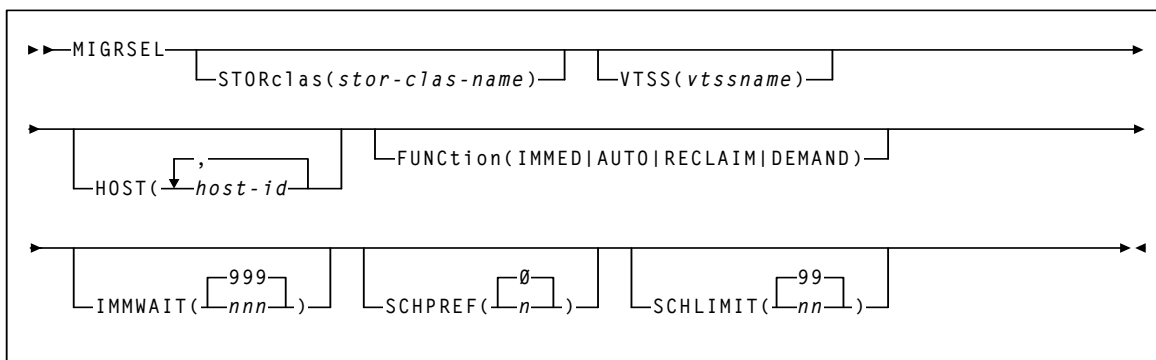 MIGRSEL
STORclas(stor-clas-name) VTSS(vtssname)
,
HOST( host-id FUNCtion(IMMED|AUTO|RECLAIM|DEMAND)
999 Ø 99
IMMWAIT( nnn ) SCHPREF( n ) SCHLIMIT( nn )